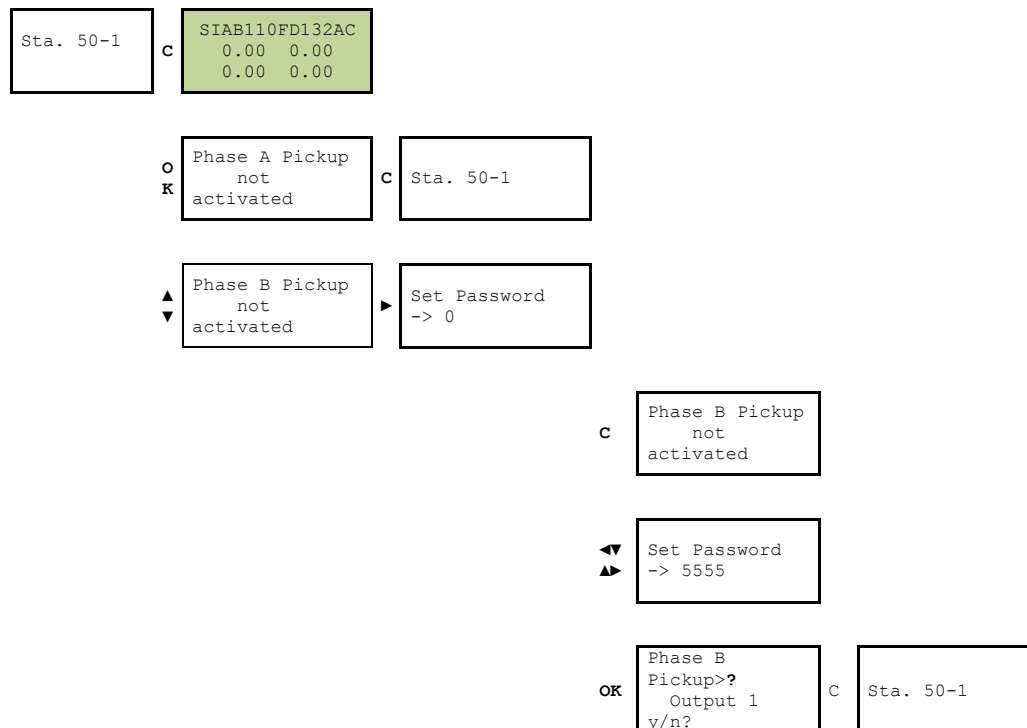 Sta. 50-1
C
SIAB110FD132AC
0.00 0.00
0.00 0.00
O
K
Phase A Pickup
not
activated
C
Sta. 50-1
▲
▼
Phase B Pickup
not
activated
►
Set Password
-> 0
C
Phase B Pickup
not
activated
◄▼
▲►
Set Password
-> 5555
OK
Phase B
Pickup>?
Output 1
y/n?
C
Sta. 50-1